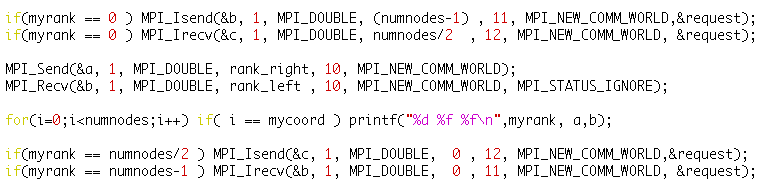 if(myrank == 0 ) MPI_Isend(&b, 1, MPI_DOUBLE, (numnodes-1) , 11, MPI_NEW_COMM_WORLD,&request);
if(myrank == 0 ) MPI_Irecv(&c, 1, MPI_DOUBLE, numnodes/2  , 12, MPI_NEW_COMM_WORLD, &request);
MPI_Send(&a, 1, MPI_DOUBLE, rank_right, 10, MPI_NEW_COMM_WORLD);
MPI_Recv(&b, 1, MPI_DOUBLE, rank_left , 10, MPI_NEW_COMM_WORLD, MPI_STATUS_IGNORE);
for(i=0;i<numnodes;i++) if( i == mycoord ) printf("%d %f %f\n",myrank, a,b);
if(myrank == numnodes/2 ) MPI_Isend(&c, 1, MPI_DOUBLE,  0 , 12, MPI_NEW_COMM_WORLD,&request);
if(myrank == numnodes-1 ) MPI_Irecv(&b, 1, MPI_DOUBLE,  0 , 11, MPI_NEW_COMM_WORLD, &request);